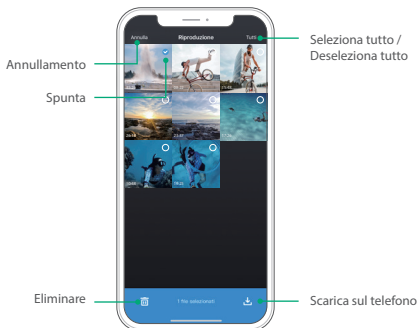 Annulla
Riproduzione
Tutti
Seleziona tutto /
Deseleziona tutto
Annullamento
Spunta
Eliminare
1 file selezionati
Scarica sul telefono